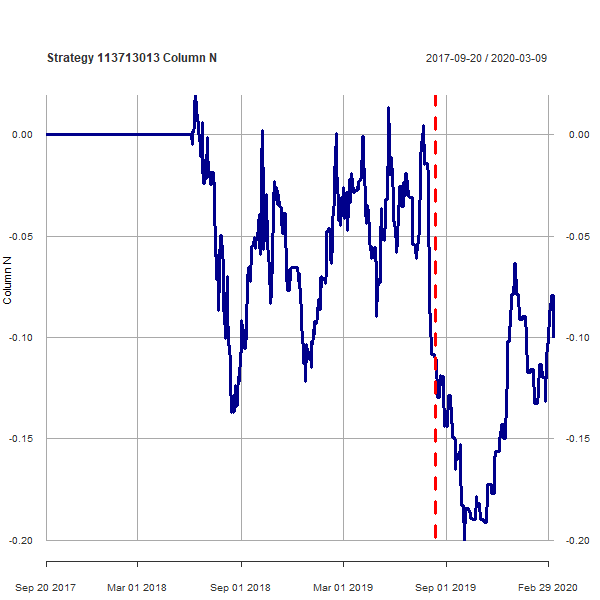 Strategy 113713013 Column N
2017-09-20 / 2020-03-09
Column N
0.00
-0.05
-0.10
-0.15
-0.20
0.00
-0.05
-0.10
-0.15
-0.20
Sep 20 2017
Mar 01 2018
Sep 01 2018
Mar 01 2019
Sep 01 2019
Feb 29 2020